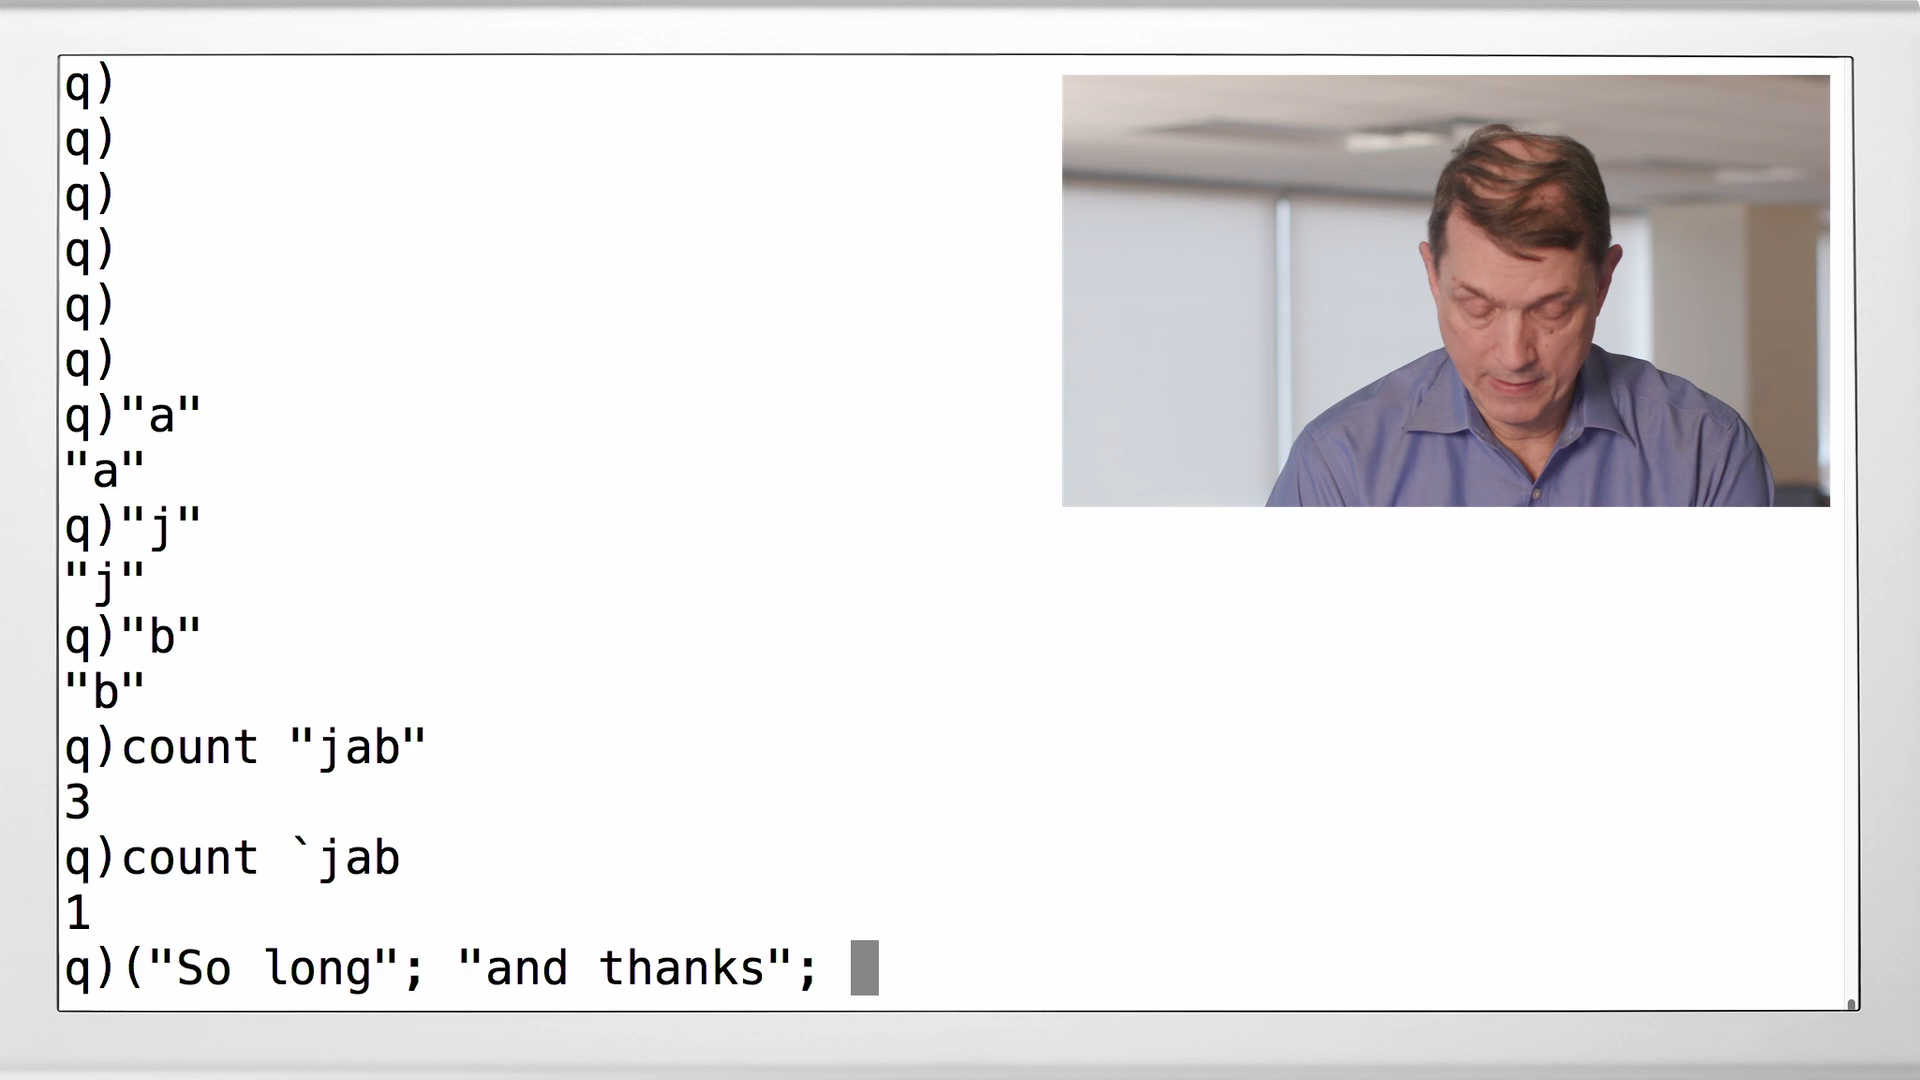 q)
q)
q)
q)
q)
q)
q)"a"
"a"
q)"j"
"j"
q)"b"
"b"
q)count "jab"
3
q)count `jab
1
q)("So long"; "and thanks";